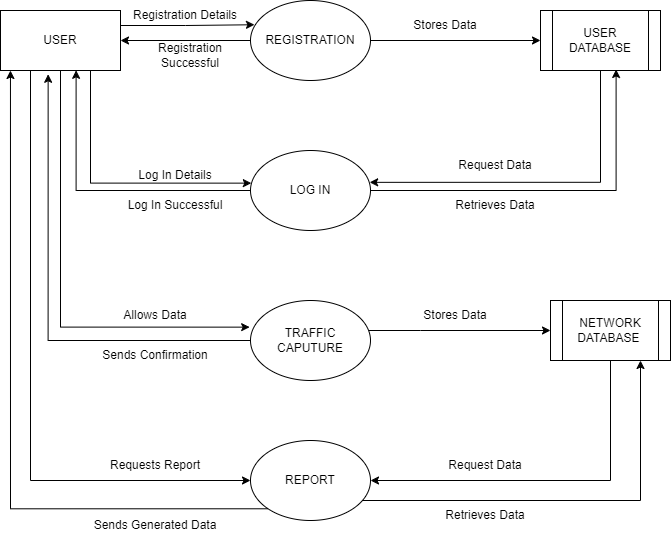 Registration Details
USER
REGISTRATION
Stores Data
USER
DATABASE
Registration
Successful
Log In Details
LOG IN
Request Data
Log In Successful
Retrieves Data
Allows Data
Stores Data
NETWORK
DATABASE
TRAFFIC
CAPUTURE
Sends Confirmation
Requests Report
REPORT
Request Data
Sends Generated Data
Retrieves Data